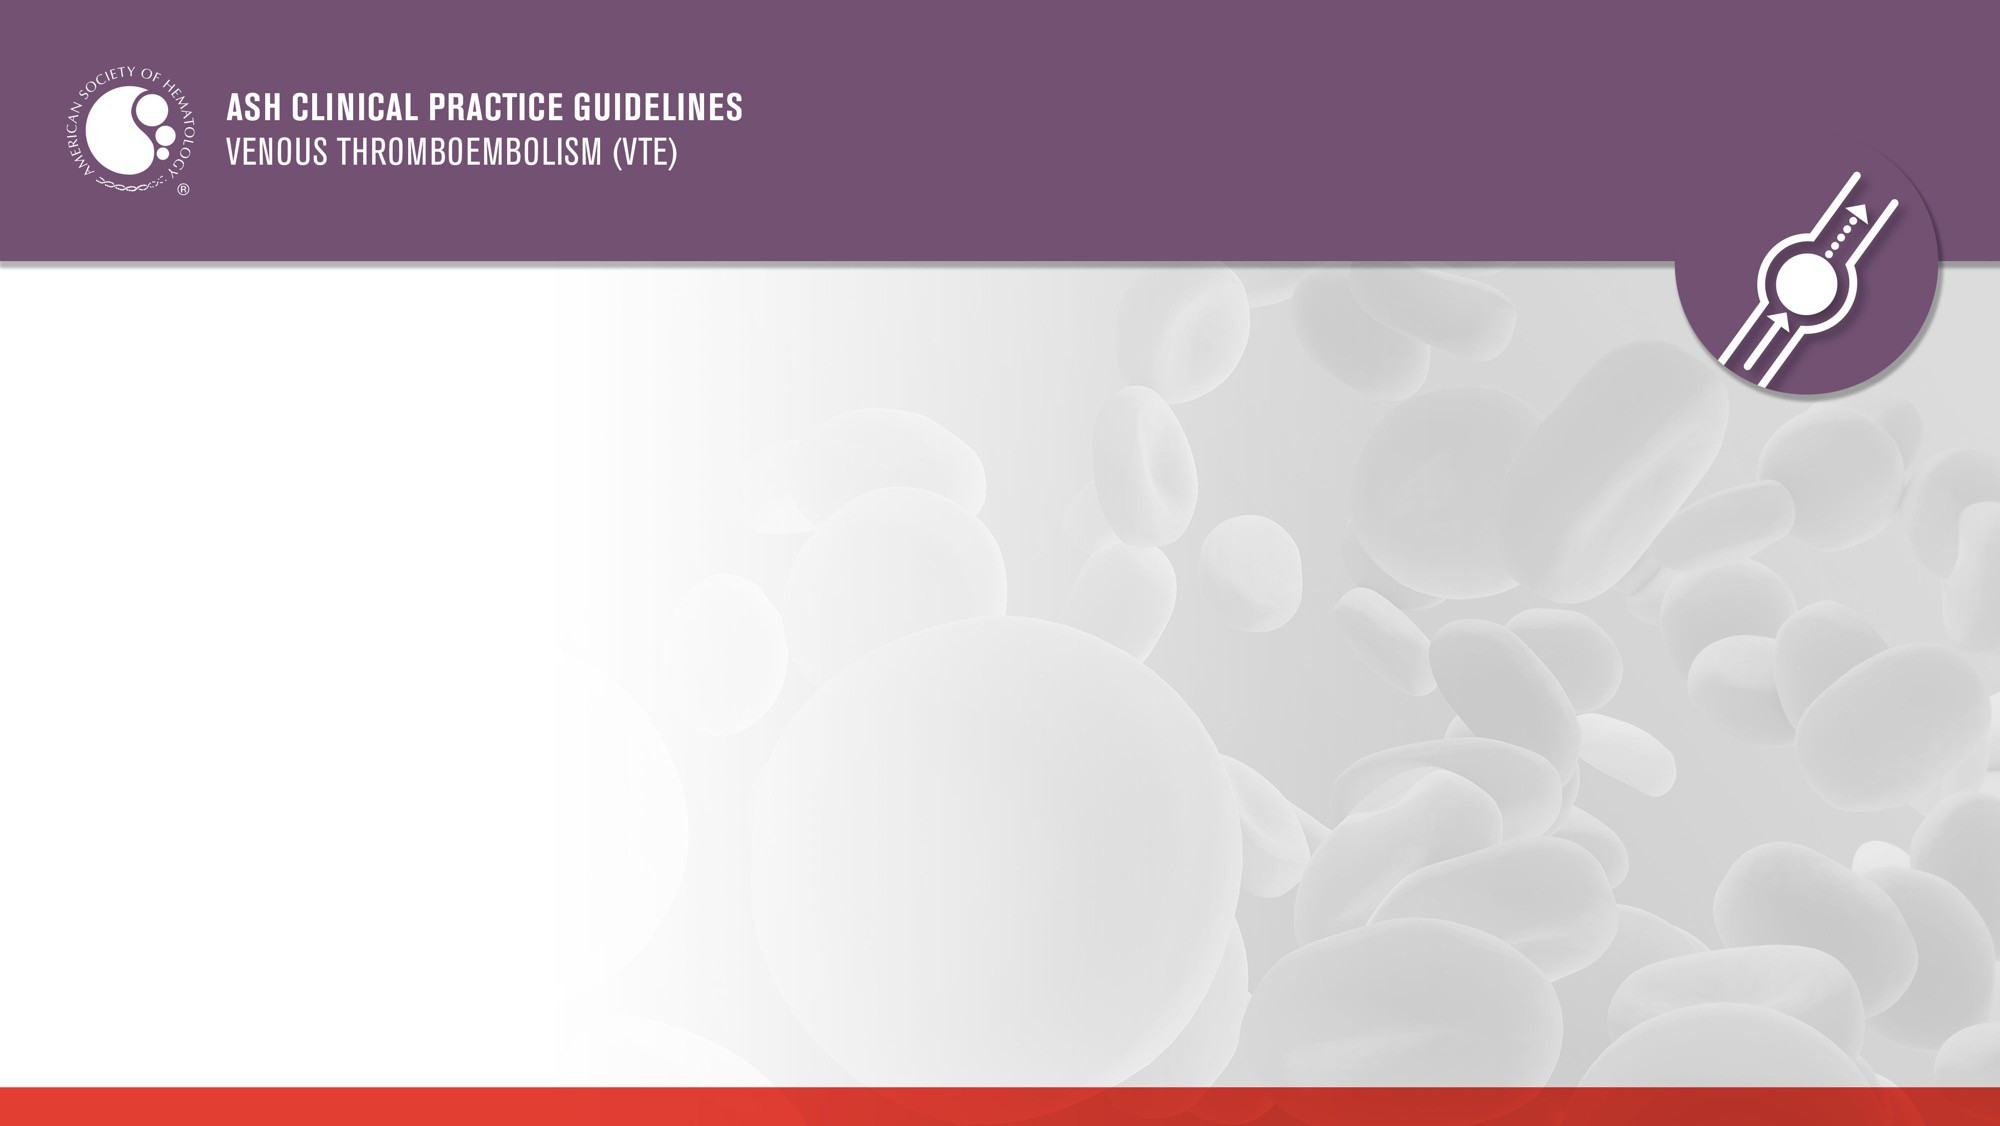 AMERICAN SOCIETY OF HEMATOLOGY
®
ASH CLINICAL PRACTICE GUIDELINES
VENOUS THROMBOEMBOLISM (VTE)